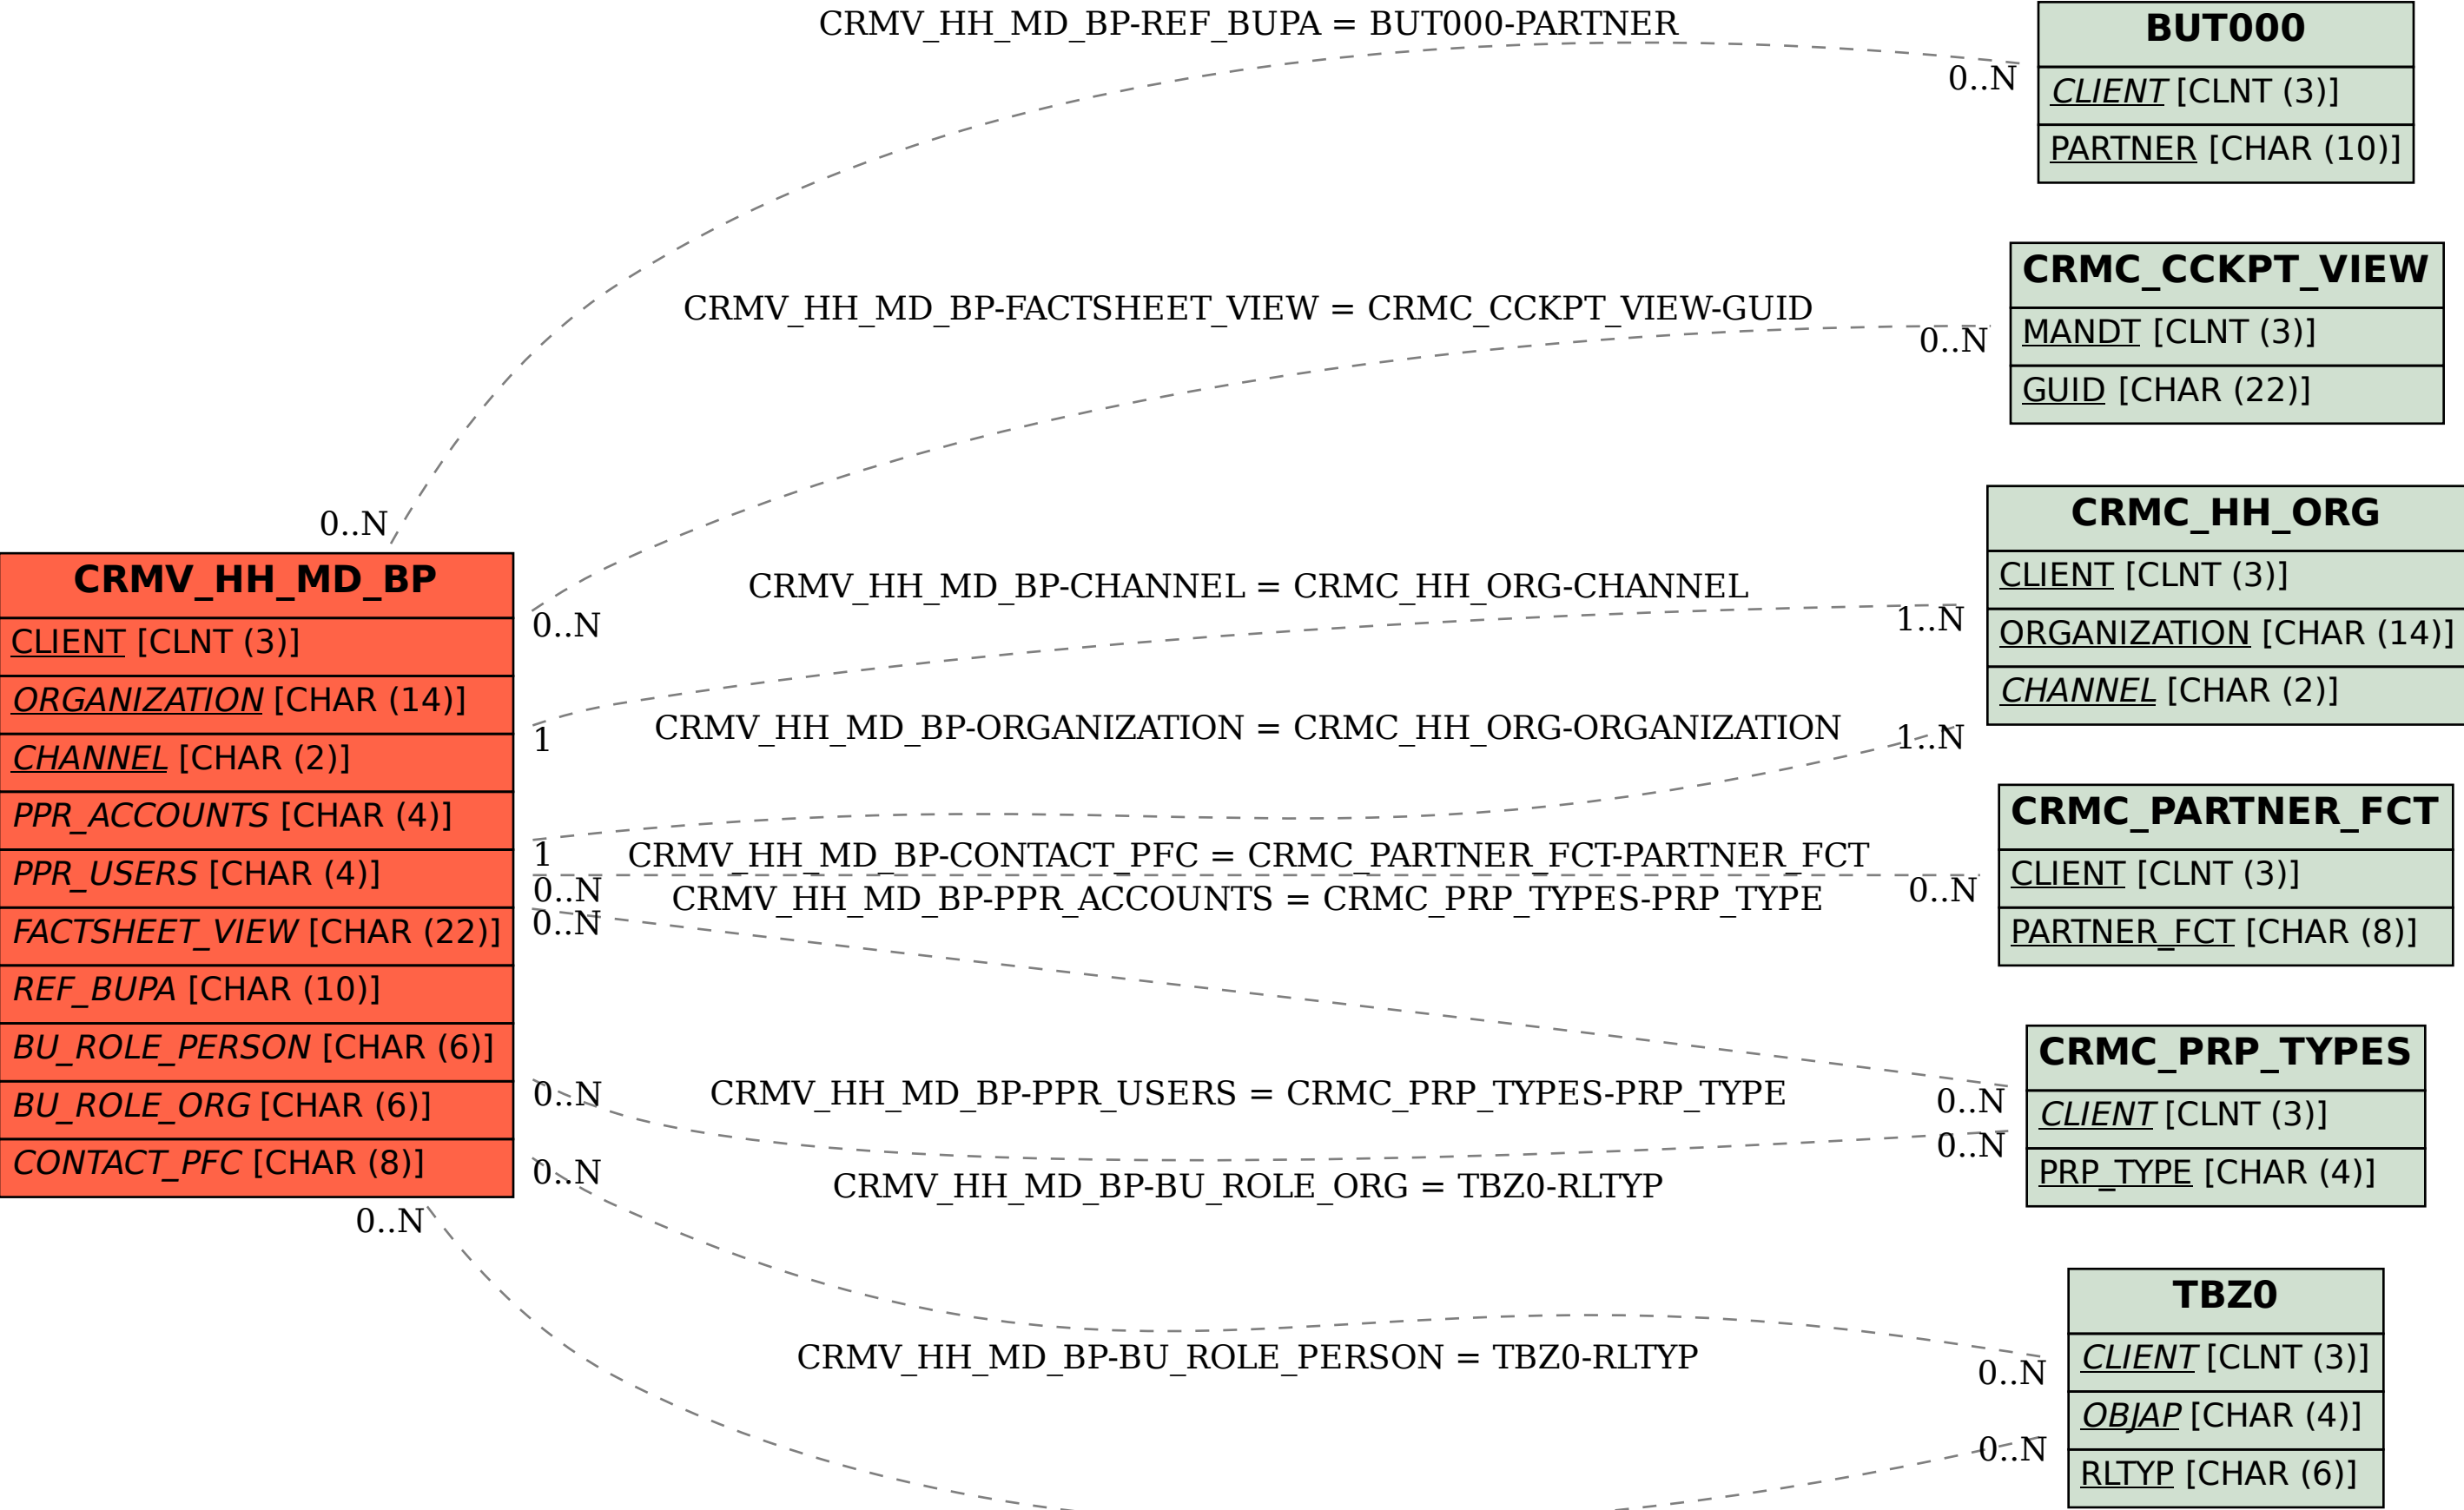 CRMV_HH_MD_BP-REF_BUPA = BUT000-PARTNER
0..N
0..N
BUT000
CLIENT [CLNT (3)]
PARTNER [CHAR (10)]
CRMV_HH_MD_BP-FACTSHEET_VIEW = CRMC_CCKPT_VIEW-GUID
0..N
0..N
CRMC_CCKPT_VIEW
MANDT [CLNT (3)]
GUID [CHAR (22)]
CRMV_HH_MD_BP
CLIENT [CLNT (3)]
ORGANIZATION [CHAR (14)]
CHANNEL [CHAR (2)]
PPR_ACCOUNTS [CHAR (4)]
PPR_USERS [CHAR (4)]
FACTSHEET_VIEW [CHAR (22)]
REF_BUPA [CHAR (10)]
BU_ROLE_PERSON [CHAR (6)]
BU_ROLE_ORG [CHAR (6)]
CONTACT_PFC [CHAR (8)]
CRMV_HH_MD_BP-CHANNEL = CRMC_HH_ORG-CHANNEL
1
1..N
CRMV_HH_MD_BP-ORGANIZATION = CRMC_HH_ORG-ORGANIZATION
1
1..N
CRMC_HH_ORG
CLIENT [CLNT (3)]
ORGANIZATION [CHAR (14)]
CHANNEL [CHAR (2)]
CRMV_HH_MD_BP-CONTACT_PFC = CRMC_PARTNER_FCT-PARTNER_FCT
0..N
0..N
CRMC_PARTNER_FCT
CLIENT [CLNT (3)]
PARTNER_FCT [CHAR (8)]
CRMV_HH_MD_BP-PPR_ACCOUNTS = CRMC_PRP_TYPES-PRP_TYPE
0..N
0..N
CRMV_HH_MD_BP-PPR_USERS = CRMC_PRP_TYPES-PRP_TYPE
0..N
0..N
CRMC_PRP_TYPES
CLIENT [CLNT (3)]
PRP_TYPE [CHAR (4)]
CRMV_HH_MD_BP-BU_ROLE_ORG = TBZ0-RLTYP
0..N
0..N
CRMV_HH_MD_BP-BU_ROLE_PERSON = TBZ0-RLTYP
0..N
0..N
TBZ0
CLIENT [CLNT (3)]
OBJAP [CHAR (4)]
RLTYP [CHAR (6)]